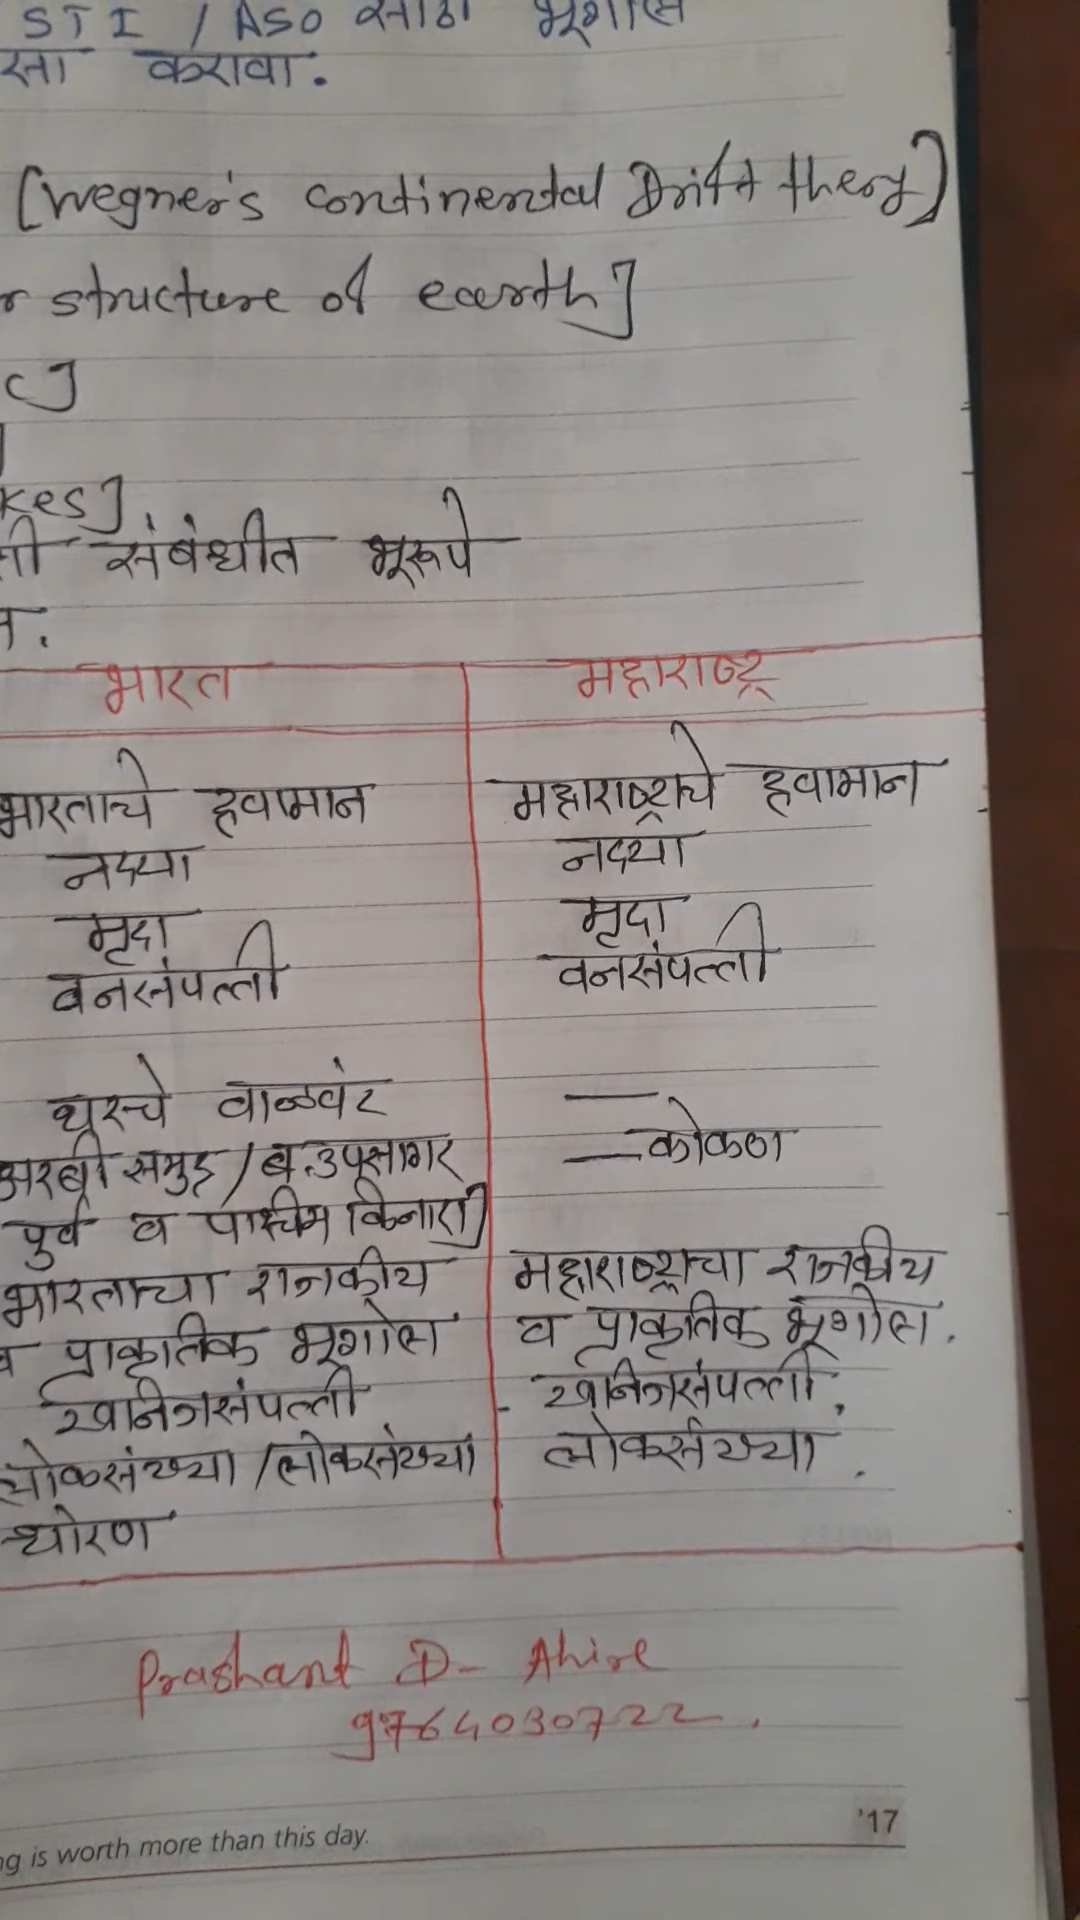 STI / ASO साठी भूगोल
करावा.
[Wegner's continental Drift theory]
r structure of earth]
c]
kes]
संबंधीत भूरूपे
भारत | महाराष्ट्र
भारताचे हवामान | महाराष्ट्राचे हवामान
नद्या | नद्या
मृदा | मृदा
वनसंपत्ती | वनसंपत्ती
थरचे वाळवंट | —
अरबी समुद्र / ब.उपसागर | — कोकण
पुर्व व पश्चिम किनारा
भारताचा राजकीय | महाराष्ट्राचा राजकीय
व प्राकृतिक भूगोल | व प्राकृतिक भूगोल.
खनिजसंपत्ती | - खनिजसंपत्ती.
लोकसंख्या / लोकसंख्या | लोकसंख्या.
धोरण
Prashant D- Ahire
9764030722.
ng is worth more than this day.
'17